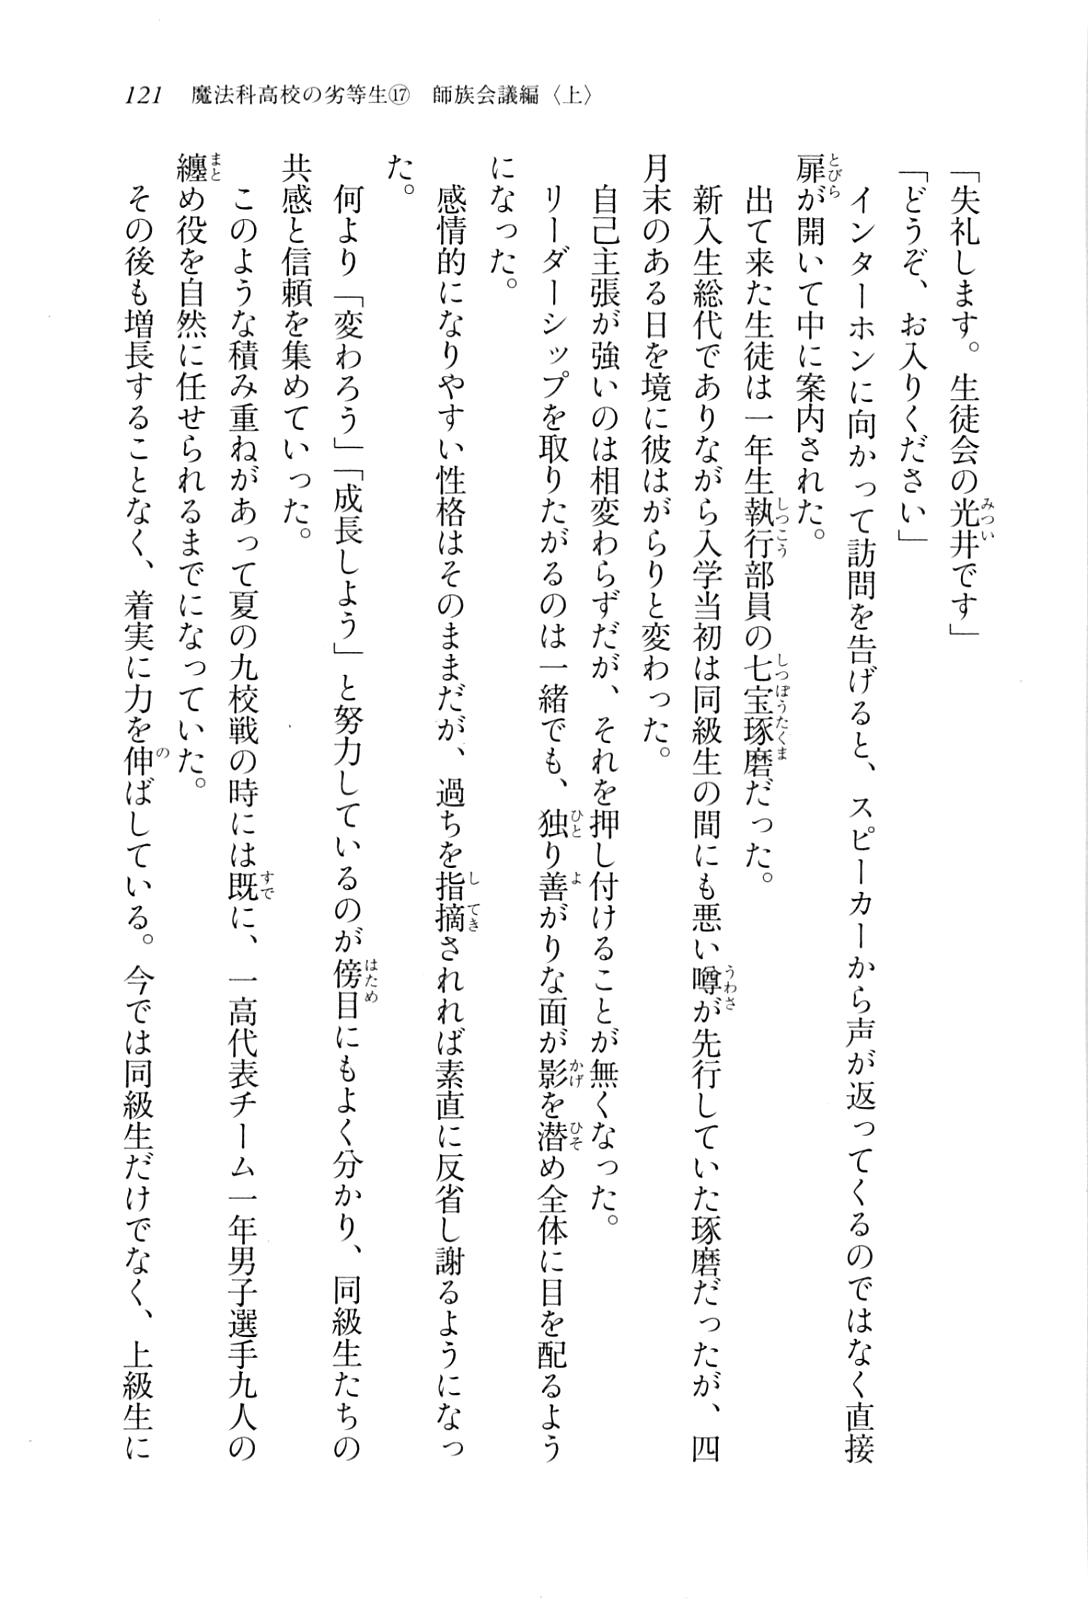 121　魔法科高校の劣等生⑰　師族会議編〈上〉
「失礼します。生徒会の光井です」
「どうぞ、お入りください」
　インターホンに向かって訪問を告げると、スピーカーから声が返ってくるのではなく直接
扉が開いて中に案内された。
　出て来た生徒は一年生執行部員の七宝琢磨だった。
　新入生総代でありながら入学当初は同級生の間にも悪い噂が先行していた琢磨だったが、四
月末のある日を境に彼はがらりと変わった。
　自己主張が強いのは相変わらずだが、それを押し付けることが無くなった。
　リーダーシップを取りたがるのは一緒でも、独り善がりな面が影を潜め全体に目を配るよう
になった。
　感情的になりやすい性格はそのままだが、過ちを指摘されれば素直に反省し謝るようになっ
た。
　何より「変わろう」「成長しよう」と努力しているのが傍目にもよく分かり、同級生たちの
共感と信頼を集めていった。
　このような積み重ねがあって夏の九校戦の時には既に、一高代表チーム一年男子選手九人の
纏め役を自然に任せられるまでになっていた。
　その後も増長することなく、着実に力を伸ばしている。今では同級生だけでなく、上級生に